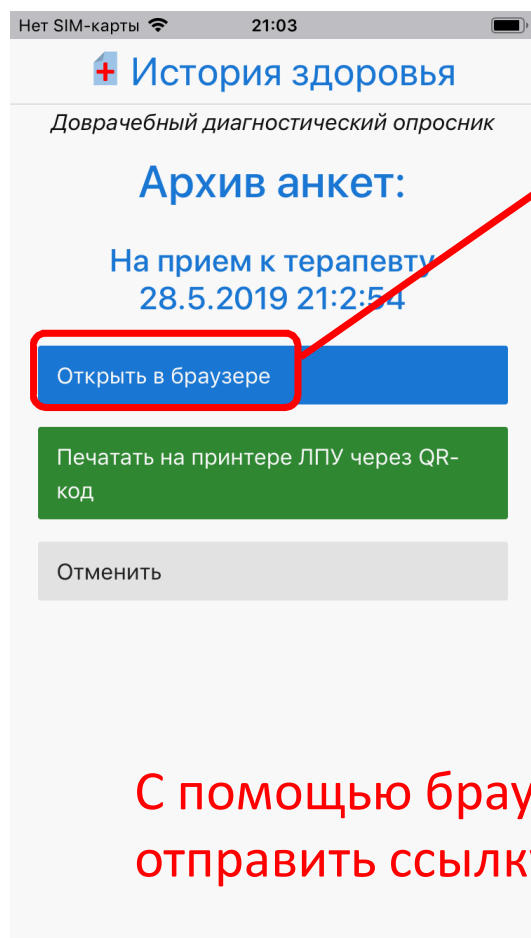 Нет SIM-карты 21:03
История здоровья
Доврачебный диагностический опросник
Архив анкет:
На прием к терапевту
28.5.2019 21:2:54
Открыть в браузере
Печатать на принтере ЛПУ через QR-
код
Отменить
С помощью брау
отправить ссылк